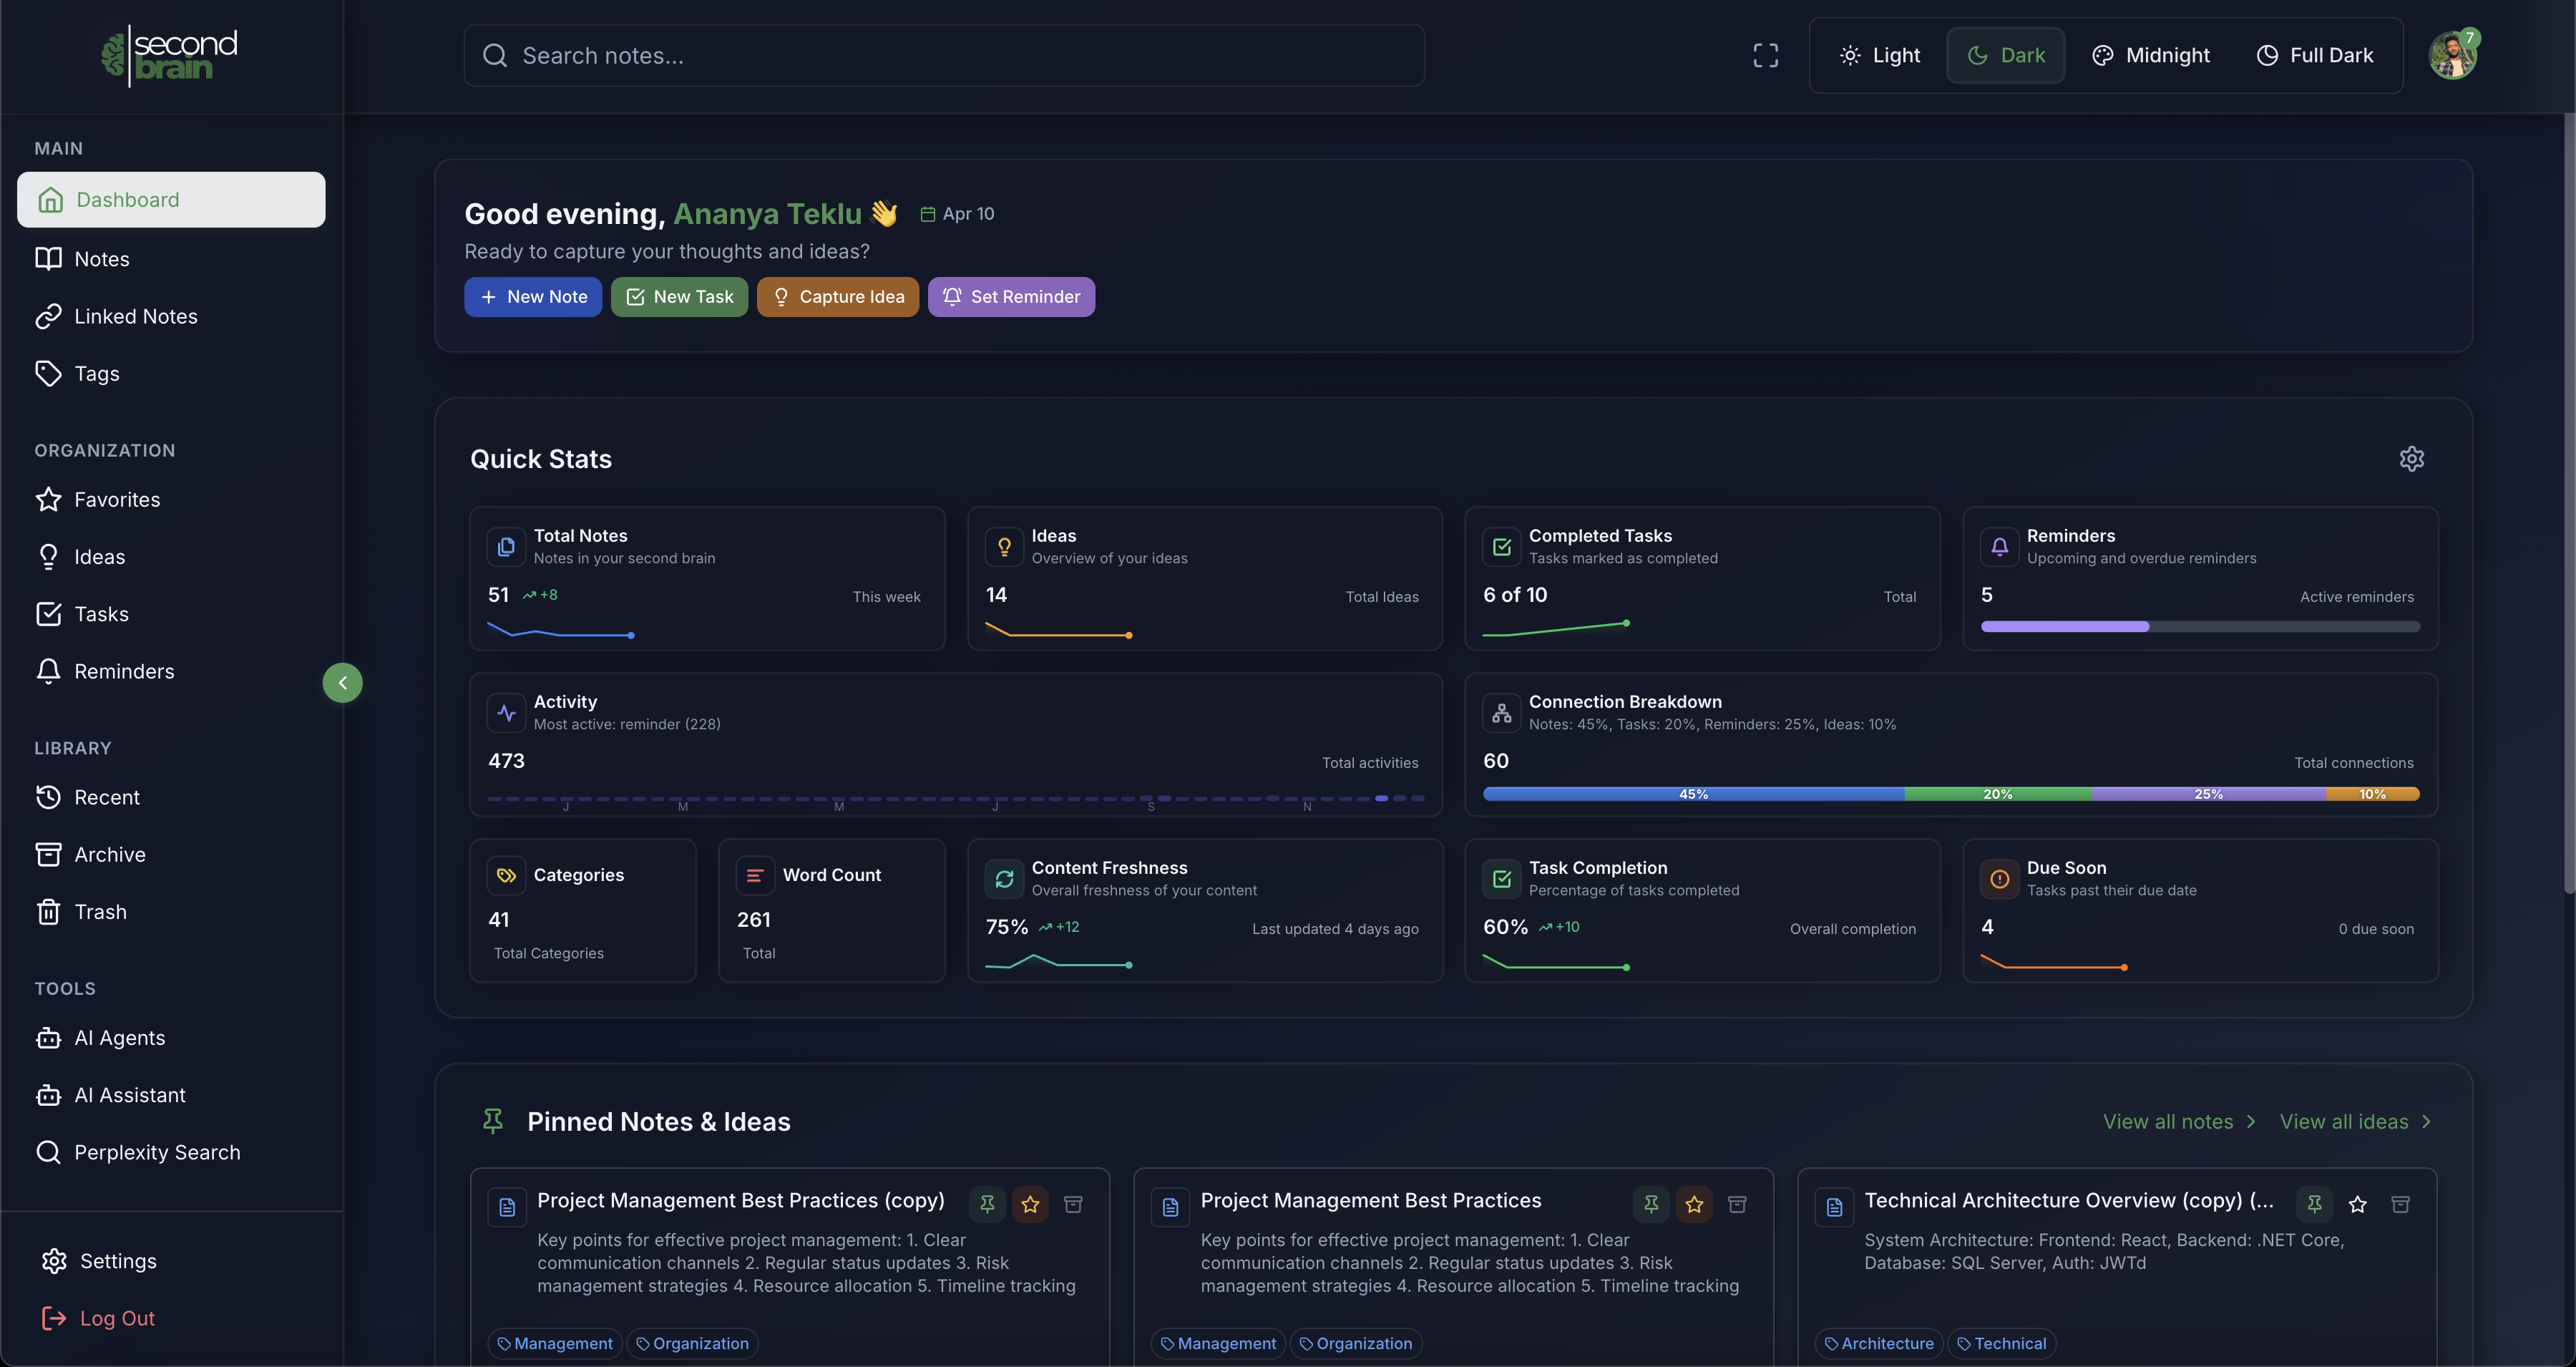 second
brain
Search notes...
Light
Dark
Midnight
Full Dark
7
MAIN
Dashboard
Notes
Linked Notes
Tags
ORGANIZATION
Favorites
Ideas
Tasks
Reminders
LIBRARY
Recent
Archive
Trash
TOOLS
AI Agents
AI Assistant
Perplexity Search
Settings
Log Out
Good evening, Ananya Teklu 👋 Apr 10
Ready to capture your thoughts and ideas?
New Note
New Task
Capture Idea
Set Reminder
Quick Stats
Total Notes
Notes in your second brain
51 +8 This week
Ideas
Overview of your ideas
14 Total Ideas
Completed Tasks
Tasks marked as completed
6 of 10 Total
Reminders
Upcoming and overdue reminders
5 Active reminders
Activity
Most active: reminder (228)
473 Total activities
J M M J S N
Connection Breakdown
Notes: 45%, Tasks: 20%, Reminders: 25%, Ideas: 10%
60 Total connections
45% 20% 25% 10%
Categories
41
Total Categories
Word Count
261
Total
Content Freshness
Overall freshness of your content
75% +12 Last updated 4 days ago
Task Completion
Percentage of tasks completed
60% +10 Overall completion
Due Soon
Tasks past their due date
4 0 due soon
Pinned Notes & Ideas
View all notes
View all ideas
Project Management Best Practices (copy)
Key points for effective project management: 1. Clear
communication channels 2. Regular status updates 3. Risk
management strategies 4. Resource allocation 5. Timeline tracking
Management
Organization
Project Management Best Practices
Key points for effective project management: 1. Clear
communication channels 2. Regular status updates 3. Risk
management strategies 4. Resource allocation 5. Timeline tracking
Management
Organization
Technical Architecture Overview (copy) (...
System Architecture: Frontend: React, Backend: .NET Core,
Database: SQL Server, Auth: JWTd
Architecture
Technical